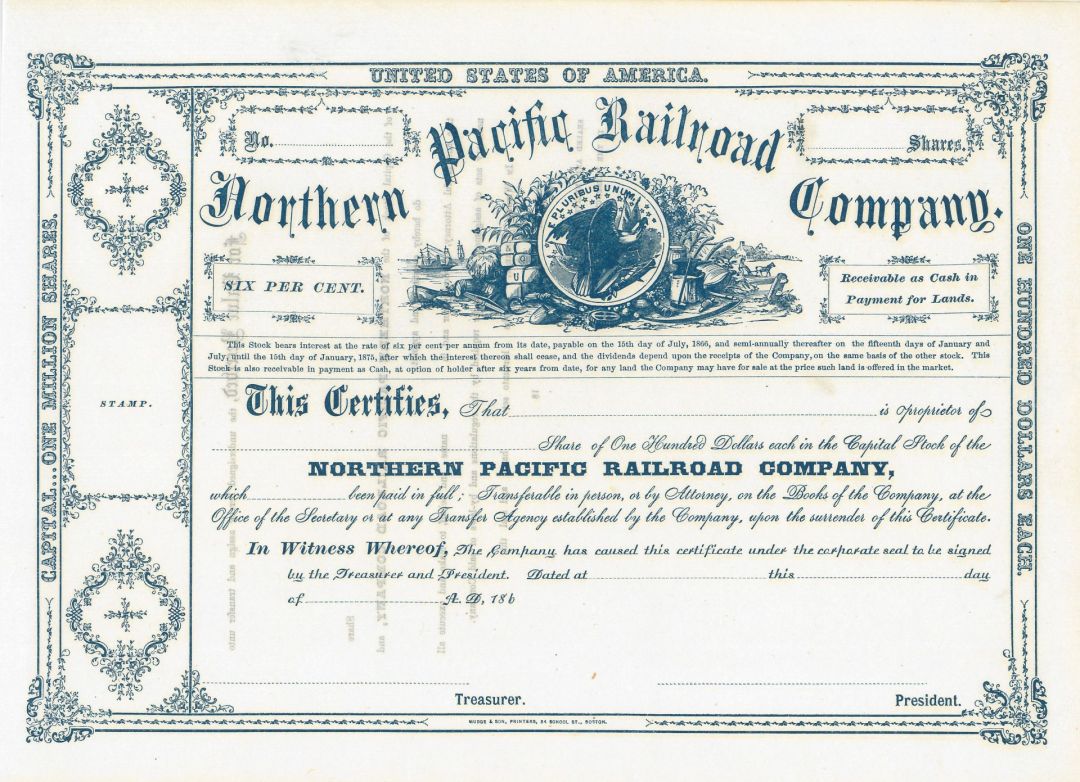 UNITED STATES OF AMERICA.
No.
Shares.
Northern Pacific Railroad Company.
E PLURIBUS UNUM
SIX PER CENT.
Receivable as Cash in
Payment for Lands.
This Stock bears interest at the rate of six per cent per annum from its date, payable on the 15th day of July, 1866, and semi-annually thereafter on the fifteenth days of January and
July, until the 15th day of January, 1875, after which the interest thereon shall cease, and the dividends depend upon the receipts of the Company, on the same basis of the other stock. This
Stock is also receivable in payment as Cash, at option of holder after six years from date, for any land the Company may have for sale at the price such land is offered in the market.
CAPITAL...ONE MILLION SHARES.
STAMP.
ONE HUNDRED DOLLARS EACH.
This Certifies, That is proprietor of
Share of One Hundred Dollars each in the Capital Stock of the
NORTHERN PACIFIC RAILROAD COMPANY,
which been paid in full; Transferable in person, or by Attorney, on the Books of the Company, at the
Office of the Secretary or at any Transfer Agency established by the Company, upon the surrender of this Certificate.
In Witness Whereof, The Company has caused this certificate under the corporate seal to be signed
by the Treasurer and President. Dated at this day
of A.D. 186
Treasurer.
President.
MUDGE & SON, PRINTERS, 34 SCHOOL ST., BOSTON.